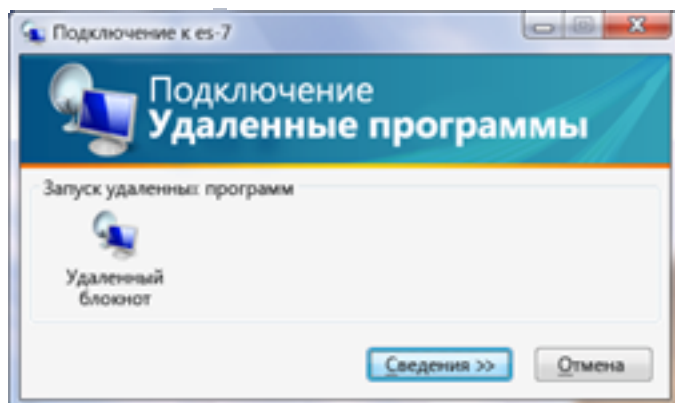 Подключение к es-7
Подключение
Удаленные программы
Запуск удаленных программ
Удаленный
блокнот
Сведения >>
Отмена